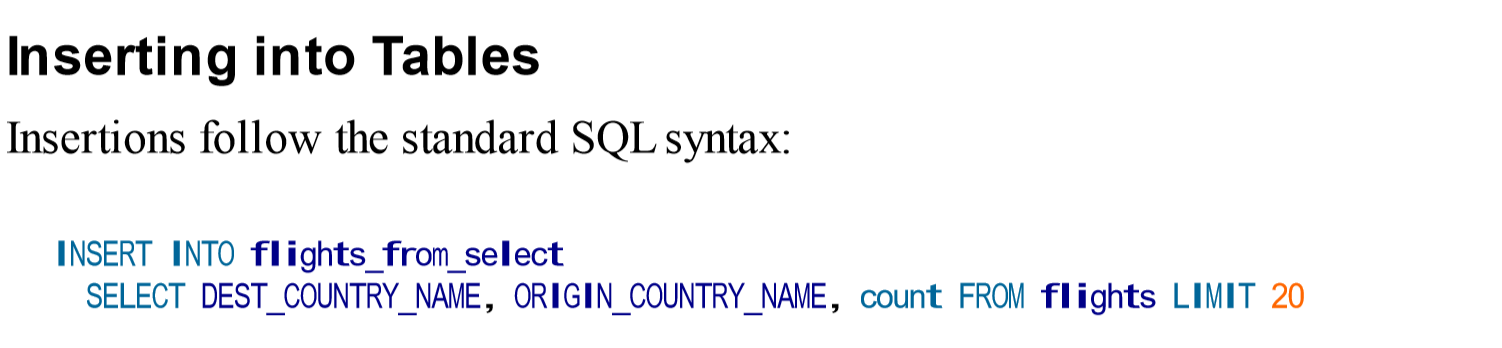 Inserting into Tables
Insertions follow the standard SQL syntax:
INSERT INTO flights_from_select
SELECT DEST_COUNTRY_NAME, ORIGIN_COUNTRY_NAME, count FROM flights LIMIT 20